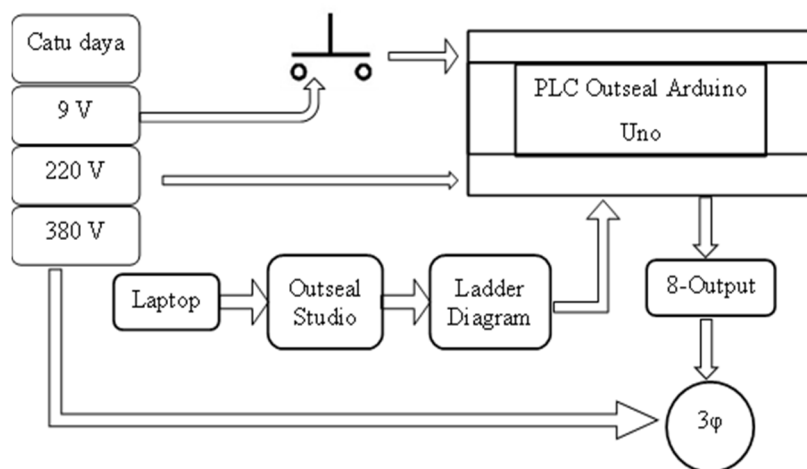 Catu daya
9 V
220 V
380 V
PLC Outseal Arduino
Uno
Laptop
Outseal
Studio
Ladder
Diagram
8-Output
3φ